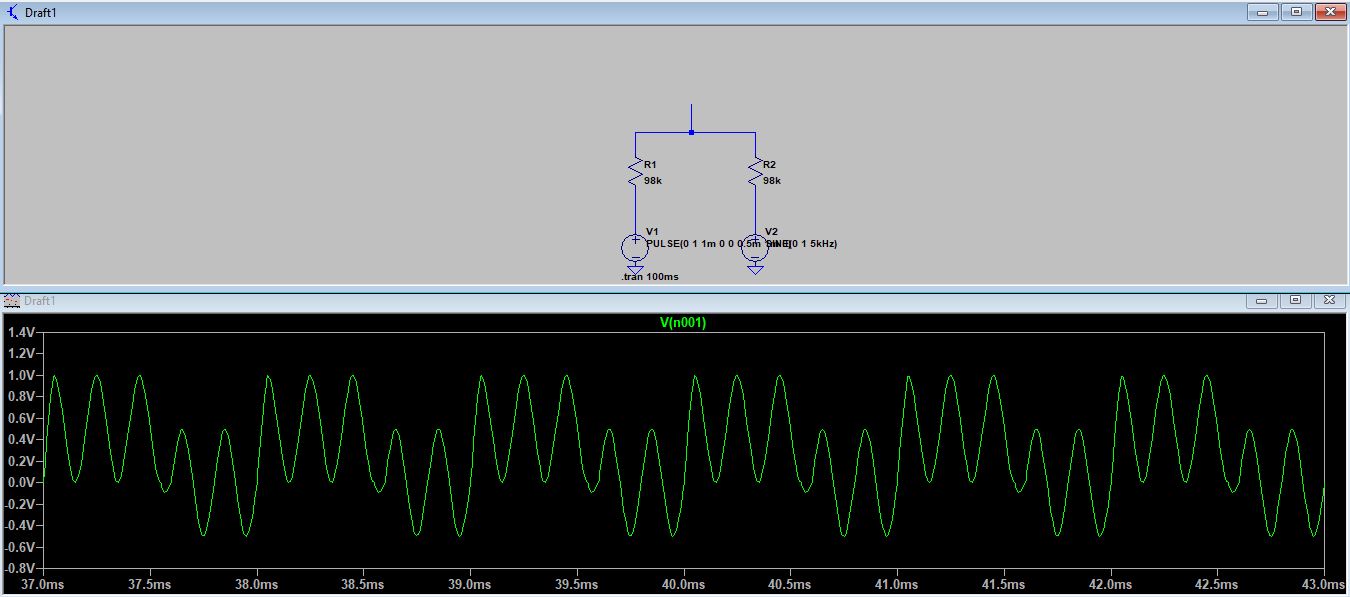 Draft1
R1
98k
R2
98k
V1
PULSE(0 1 1m 0 0 0.5m
V2
SINE(0 1 5kHz)
.tran 100ms
Draft1
V(n001)
1.4V
1.2V
1.0V
0.8V
0.6V
0.4V
0.2V
0.0V
-0.2V
-0.4V
-0.6V
-0.8V
37.0ms 37.5ms 38.0ms 38.5ms 39.0ms 39.5ms 40.0ms 40.5ms 41.0ms 41.5ms 42.0ms 42.5ms 43.0ms